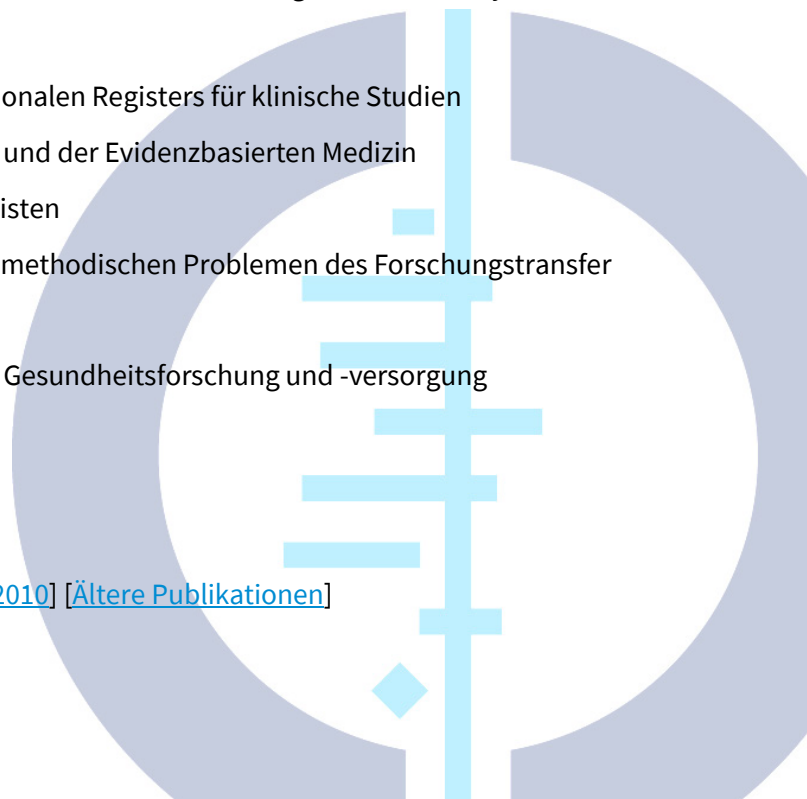 onalen Registers für klinische Studien
und der Evidenzbasierten Medizin
isten
methodischen Problemen des Forschungstransfer
Gesundheitsforschung und -versorgung
2010] [Ältere Publikationen]